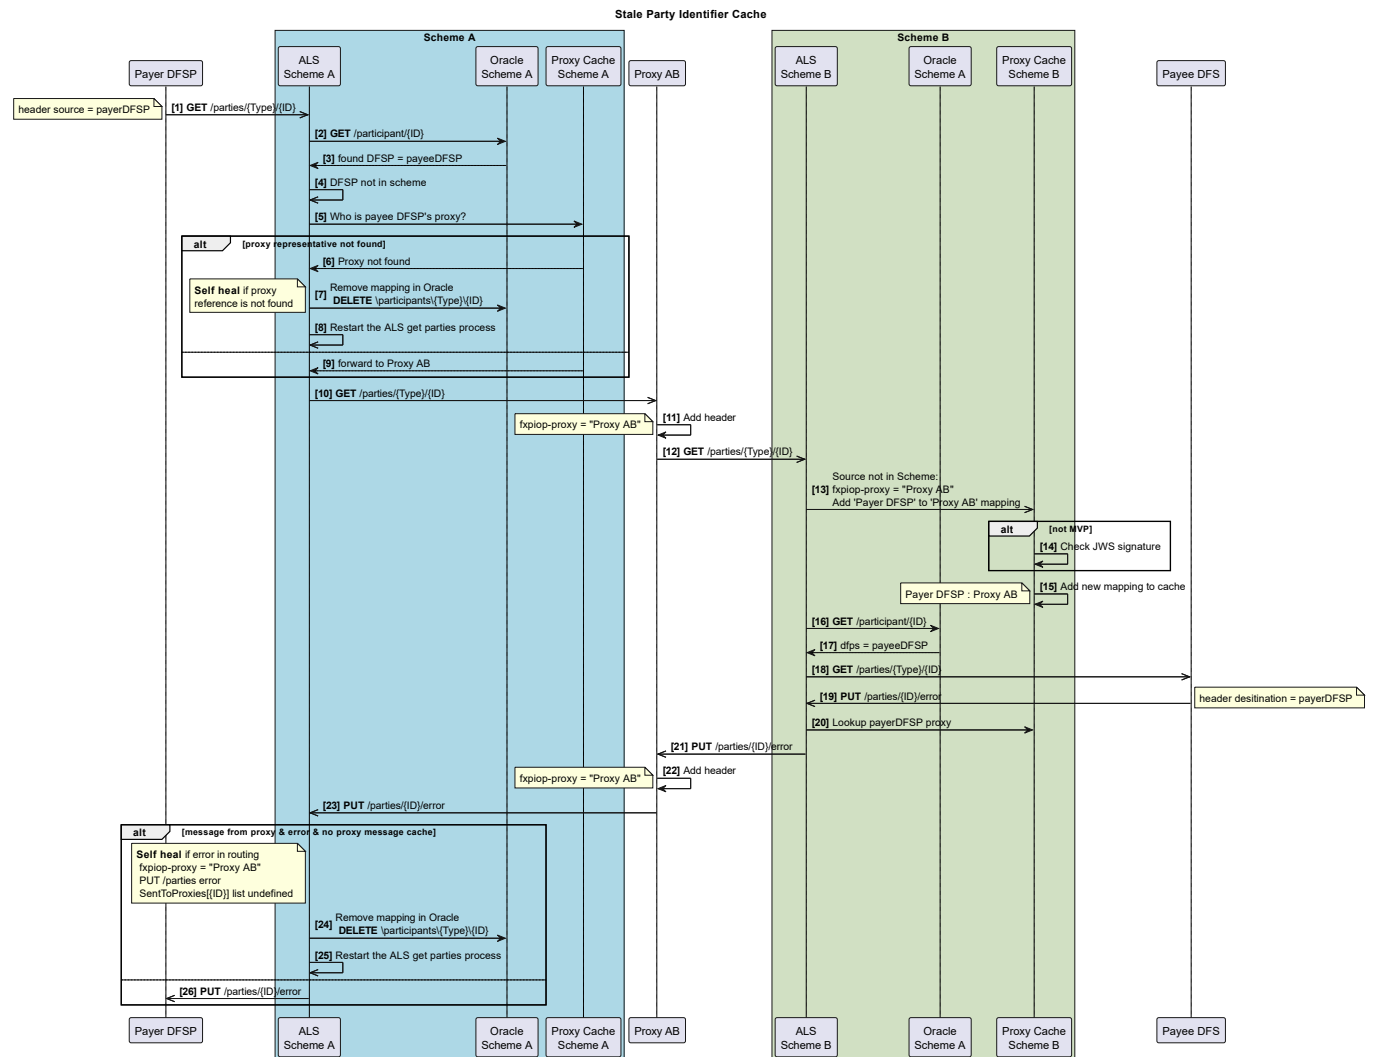 Stale Party Identifier Cache
Scheme A
Scheme B
Payer DFSP
ALS
Scheme A
Oracle
Scheme A
Proxy Cache
Scheme A
Proxy AB
ALS
Scheme B
Oracle
Scheme A
Proxy Cache
Scheme B
Payee DFS
header source = payerDFSP
[1] GET /parties/{Type}/{ID}
[2] GET /participant/{ID}
[3] found DFSP = payeeDFSP
[4] DFSP not in scheme
[5] Who is payee DFSP's proxy?
alt [proxy representative not found]
[6] Proxy not found
Self heal if proxy
reference is not found
[7] Remove mapping in Oracle
DELETE \participants\{Type}\{ID}
[8] Restart the ALS get parties process
[9] forward to Proxy AB
[10] GET /parties/{Type}/{ID}
fxpiop-proxy = "Proxy AB"
[11] Add header
[12] GET /parties/{Type}/{ID}
Source not in Scheme:
[13] fxpiop-proxy = "Proxy AB"
Add 'Payer DFSP' to 'Proxy AB' mapping
alt [not MVP]
[14] Check JWS signature
Payer DFSP : Proxy AB
[15] Add new mapping to cache
[16] GET /participant/{ID}
[17] dfps = payeeDFSP
[18] GET /parties/{Type}/{ID}
[19] PUT /parties/{ID}/error
header desitination = payerDFSP
[20] Lookup payerDFSP proxy
[21] PUT /parties/{ID}/error
fxpiop-proxy = "Proxy AB"
[22] Add header
[23] PUT /parties/{ID}/error
alt [message from proxy & error & no proxy message cache]
Self heal if error in routing
fxpiop-proxy = "Proxy AB"
PUT /parties error
SentToProxies[{ID}] list undefined
[24] Remove mapping in Oracle
DELETE \participants\{Type}\{ID}
[25] Restart the ALS get parties process
[26] PUT /parties/{ID}/error
Payer DFSP
ALS
Scheme A
Oracle
Scheme A
Proxy Cache
Scheme A
Proxy AB
ALS
Scheme B
Oracle
Scheme A
Proxy Cache
Scheme B
Payee DFS